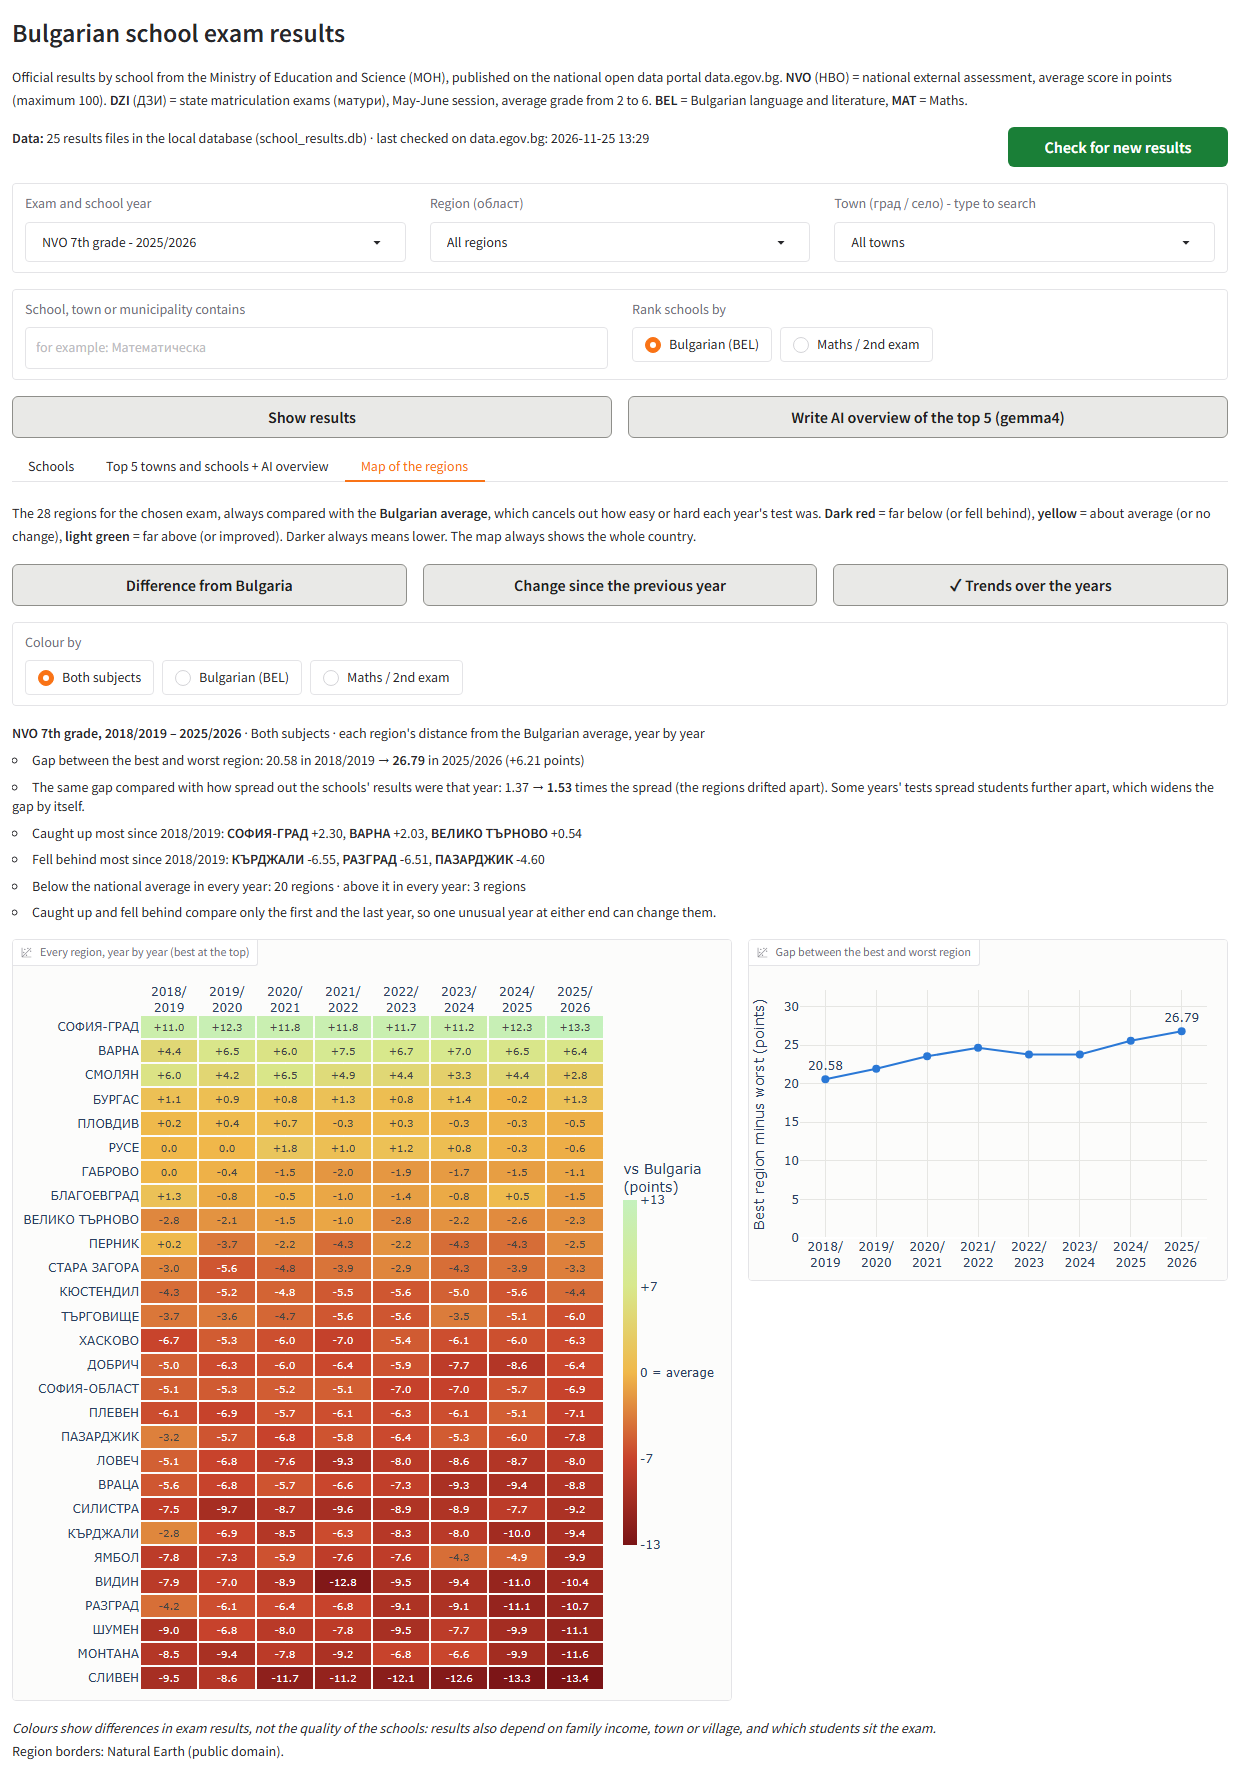 Bulgarian school exam results
Official results by school from the Ministry of Education and Science (МОН), published on the national open data portal data.egov.bg. NVO (НВО) = national external assessment, average score in points
(maximum 100). DZI (ДЗИ) = state matriculation exams (матури), May-June session, average grade from 2 to 6. BEL = Bulgarian language and literature, MAT = Maths.
Data: 25 results files in the local database (school_results.db) · last checked on data.egov.bg: 2026-11-25 13:29
Check for new results
Exam and school year
Region (област)
Town (град / село) - type to search
NVO 7th grade - 2025/2026
All regions
All towns
School, town or municipality contains
Rank schools by
for example: Математическа
Bulgarian (BEL)
Maths / 2nd exam
Show results
Write AI overview of the top 5 (gemma4)
Schools
Top 5 towns and schools + AI overview
Map of the regions
The 28 regions for the chosen exam, always compared with the Bulgarian average, which cancels out how easy or hard each year's test was. Dark red = far below (or fell behind), yellow = about average (or no
change), light green = far above (or improved). Darker always means lower. The map always shows the whole country.
Difference from Bulgaria
Change since the previous year
✓ Trends over the years
Colour by
Both subjects
Bulgarian (BEL)
Maths / 2nd exam
NVO 7th grade, 2018/2019 – 2025/2026 · Both subjects · each region's distance from the Bulgarian average, year by year
Gap between the best and worst region: 20.58 in 2018/2019 → 26.79 in 2025/2026 (+6.21 points)
The same gap compared with how spread out the schools' results were that year: 1.37 → 1.53 times the spread (the regions drifted apart). Some years' tests spread students further apart, which widens the
gap by itself.
Caught up most since 2018/2019: СОФИЯ-ГРАД +2.30, ВАРНА +2.03, ВЕЛИКО ТЪРНОВО +0.54
Fell behind most since 2018/2019: КЪРДЖАЛИ -6.55, РАЗГРАД -6.51, ПАЗАРДЖИК -4.60
Below the national average in every year: 20 regions · above it in every year: 3 regions
Caught up and fell behind compare only the first and the last year, so one unusual year at either end can change them.
Every region, year by year (best at the top)
2018/ 2019/ 2020/ 2021/ 2022/ 2023/ 2024/ 2025/
2019 2020 2021 2022 2023 2024 2025 2026
СОФИЯ-ГРАД +11.0 +12.3 +11.8 +11.8 +11.7 +11.2 +12.3 +13.3
ВАРНА +4.4 +6.5 +6.0 +7.5 +6.7 +7.0 +6.5 +6.4
СМОЛЯН +6.0 +4.2 +6.5 +4.9 +4.4 +3.3 +4.4 +2.8
БУРГАС +1.1 +0.9 +0.8 +1.3 +0.8 +1.4 -0.2 +1.3
ПЛОВДИВ +0.2 +0.4 +0.7 -0.3 +0.3 -0.3 -0.3 -0.5
РУСЕ 0.0 0.0 +1.8 +1.0 +1.2 +0.8 -0.3 -0.6
ГАБРОВО 0.0 -0.4 -1.5 -2.0 -1.9 -1.7 -1.5 -1.1
БЛАГОЕВГРАД +1.3 -0.8 -0.5 -1.0 -1.4 -0.8 +0.5 -1.5
ВЕЛИКО ТЪРНОВО -2.8 -2.1 -1.5 -1.0 -2.8 -2.2 -2.6 -2.3
ПЕРНИК +0.2 -3.7 -2.2 -4.3 -2.2 -4.3 -4.3 -2.5
СТАРА ЗАГОРА -3.0 -5.6 -4.8 -3.9 -2.9 -4.3 -3.9 -3.3
КЮСТЕНДИЛ -4.3 -5.2 -4.8 -5.5 -5.6 -5.0 -5.6 -4.4
ТЪРГОВИЩЕ -3.7 -3.6 -4.7 -5.6 -5.6 -3.5 -5.1 -6.0
ХАСКОВО -6.7 -5.3 -6.0 -7.0 -5.4 -6.1 -6.0 -6.3
ДОБРИЧ -5.0 -6.3 -6.0 -6.4 -5.9 -7.7 -8.6 -6.4
СОФИЯ-ОБЛАСТ -5.1 -5.3 -5.2 -5.1 -7.0 -7.0 -5.7 -6.9
ПЛЕВЕН -6.1 -6.9 -5.7 -6.1 -6.3 -6.1 -5.1 -7.1
ПАЗАРДЖИК -3.2 -5.7 -6.8 -5.8 -6.4 -5.3 -6.0 -7.8
ЛОВЕЧ -5.1 -6.8 -7.6 -9.3 -8.0 -8.6 -8.7 -8.0
ВРАЦА -5.6 -6.8 -5.7 -6.6 -7.3 -9.3 -9.4 -8.8
СИЛИСТРА -7.5 -9.7 -8.7 -9.6 -8.9 -8.9 -7.7 -9.2
КЪРДЖАЛИ -2.8 -6.9 -8.5 -6.3 -8.3 -8.0 -10.0 -9.4
ЯМБОЛ -7.8 -7.3 -5.9 -7.6 -7.6 -4.3 -4.9 -9.9
ВИДИН -7.9 -7.0 -8.9 -12.8 -9.5 -9.4 -11.0 -10.4
РАЗГРАД -4.2 -6.1 -6.4 -6.8 -9.1 -9.1 -11.1 -10.7
ШУМЕН -9.0 -6.8 -8.0 -7.8 -9.5 -7.7 -9.9 -11.1
МОНТАНА -8.5 -9.4 -7.8 -9.2 -6.8 -6.6 -9.9 -11.6
СЛИВЕН -9.5 -8.6 -11.7 -11.2 -12.1 -12.6 -13.3 -13.4
vs Bulgaria
(points)
+13
+7
0 = average
-7
-13
Gap between the best and worst region
Best region minus worst (points)
30
25
20
15
10
5
0
20.58
26.79
2018/ 2019/ 2020/ 2021/ 2022/ 2023/ 2024/ 2025/
2019 2020 2021 2022 2023 2024 2025 2026
Colours show differences in exam results, not the quality of the schools: results also depend on family income, town or village, and which students sit the exam.
Region borders: Natural Earth (public domain).